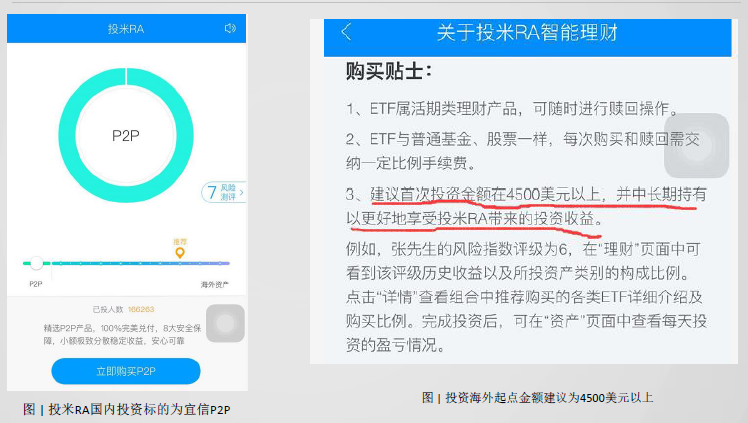 投米RA
P2P
7 风险
测评
推荐
P2P 海外资产
已投人数 166263
精选P2P产品，100%完美兑付，8大安全保
障，小额极致分散稳定收益，安心可靠
立即购买P2P
图 | 投米RA国内投资标的为宜信P2P
关于投米RA智能理财
购买贴士：
1、ETF属活期类理财产品，可随时进行赎回操作。
2、ETF与普通基金、股票一样，每次购买和赎回需交
纳一定比例手续费。
3、建议首次投资金额在4500美元以上，并中长期持有
以更好地享受投米RA带来的投资收益。
例如，张先生的风险指数评级为6，在“理财”页面中可
看到该评级历史收益以及所投资产类别的构成比例。
点击“详情”查看组合中推荐购买的各类ETF详细介绍及
购买比例。完成投资后，可在“资产”页面中查看每天投
资的盈亏情况。
图 | 投资海外起点金额建议为4500美元以上